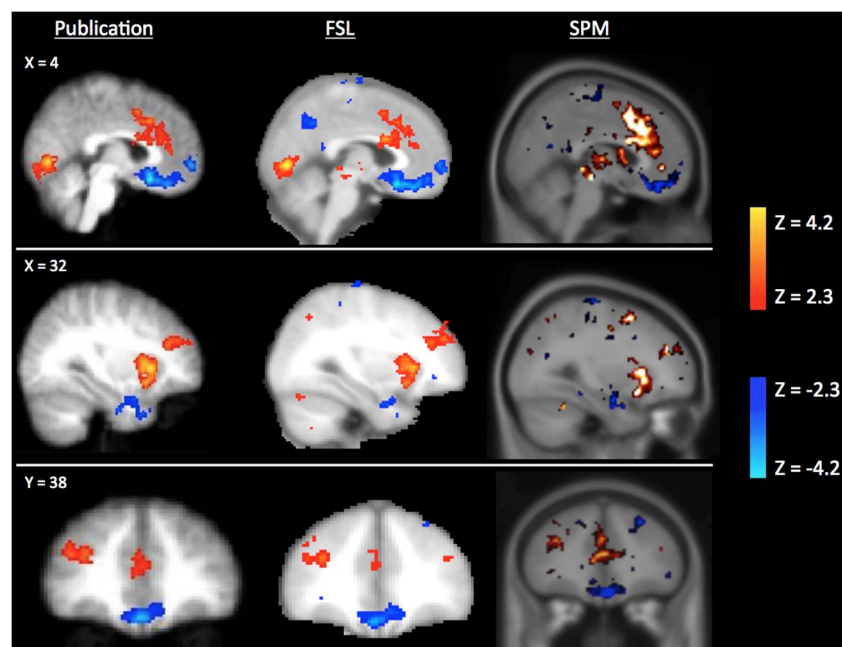 Publication FSL SPM
X = 4
Z = 4.2
Z = 2.3
X = 32
Z = -2.3
Z = -4.2
Y = 38